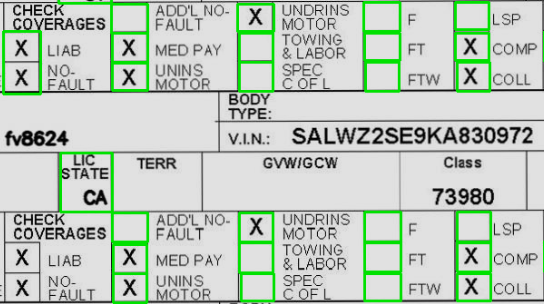 CHECK COVERAGES ADD'L NO-FAULT X UNDRINS MOTOR F LSP
X LIAB X MED PAY TOWING & LABOR FT X COMP
X NO-FAULT X UNINS MOTOR SPEC C OF L FTW X COLL
BODY TYPE:
fv8624 V.I.N.: SALWZ2SE9KA830972
LIC STATE TERR GVW/GCW Class
CA 73980
CHECK COVERAGES ADD'L NO-FAULT X UNDRINS MOTOR F LSP
X LIAB X MED PAY TOWING & LABOR FT X COMP
X NO-FAULT X UNINS MOTOR SPEC C OF L FTW X COLL